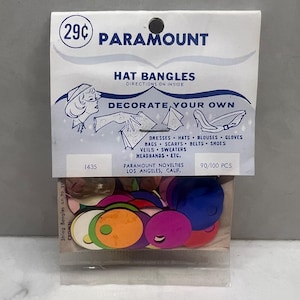 29¢ PARAMOUNT
HAT BANGLES
DIRECTIONS ON INSIDE
DECORATE YOUR OWN
DRESSES • HATS • BLOUSES • GLOVES
BAGS • SCARFS • BELTS • SHOES
VEILS • SWEATERS
HEADBANDS • ETC.
1435 PARAMOUNT NOVELTIES 90/100 PCS
LOS ANGELES, CALIF.